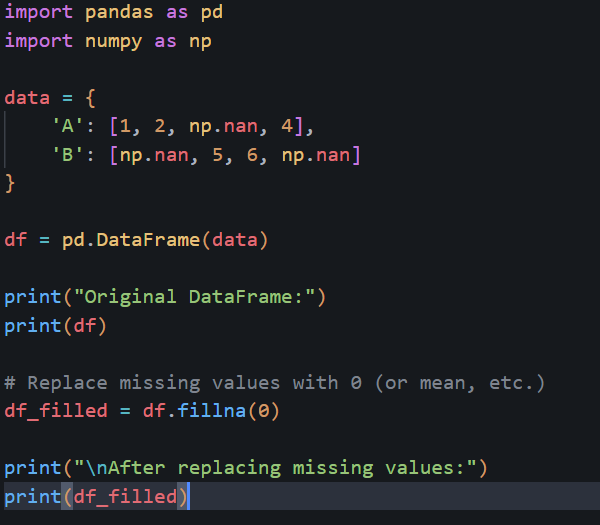 import pandas as pd
import numpy as np
data = {
    'A': [1, 2, np.nan, 4],
    'B': [np.nan, 5, 6, np.nan]
}
df = pd.DataFrame(data)
print("Original DataFrame:")
print(df)
# Replace missing values with 0 (or mean, etc.)
df_filled = df.fillna(0)
print("\nAfter replacing missing values:")
print(df_filled)